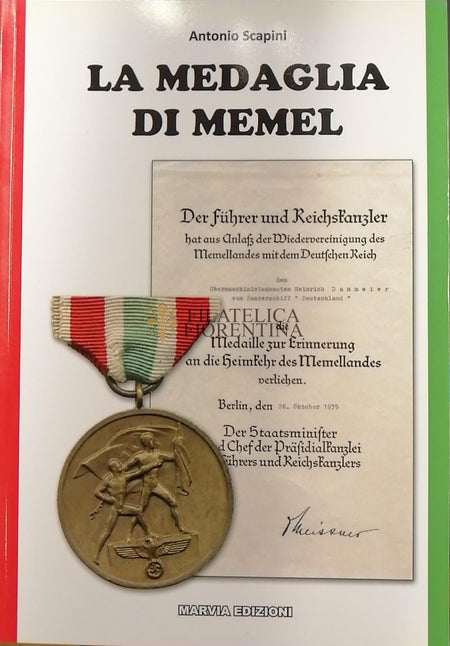 Antonio Scapini
LA MEDAGLIA
DI MEMEL
Der Führer und Reichskanzler
hat aus Anlaß der Wiedervereinigung des
Memellandes mit dem Deutschen Reich
dem
Obermaschinistenmaaten Heinrich Dammeier
vom Panzerschiff "Deutschland"
FILATELICA
FIORENTINA
die
Medaille zur Erinnerung
an die Heimkehr des Memellandes
verliehen.
Berlin, den 26. Oktober 1939
Der Staatsminister
d Chef der Präsidialkanzlei
Führers und Reichskanzlers
Meissner
MARVIA EDIZIONI